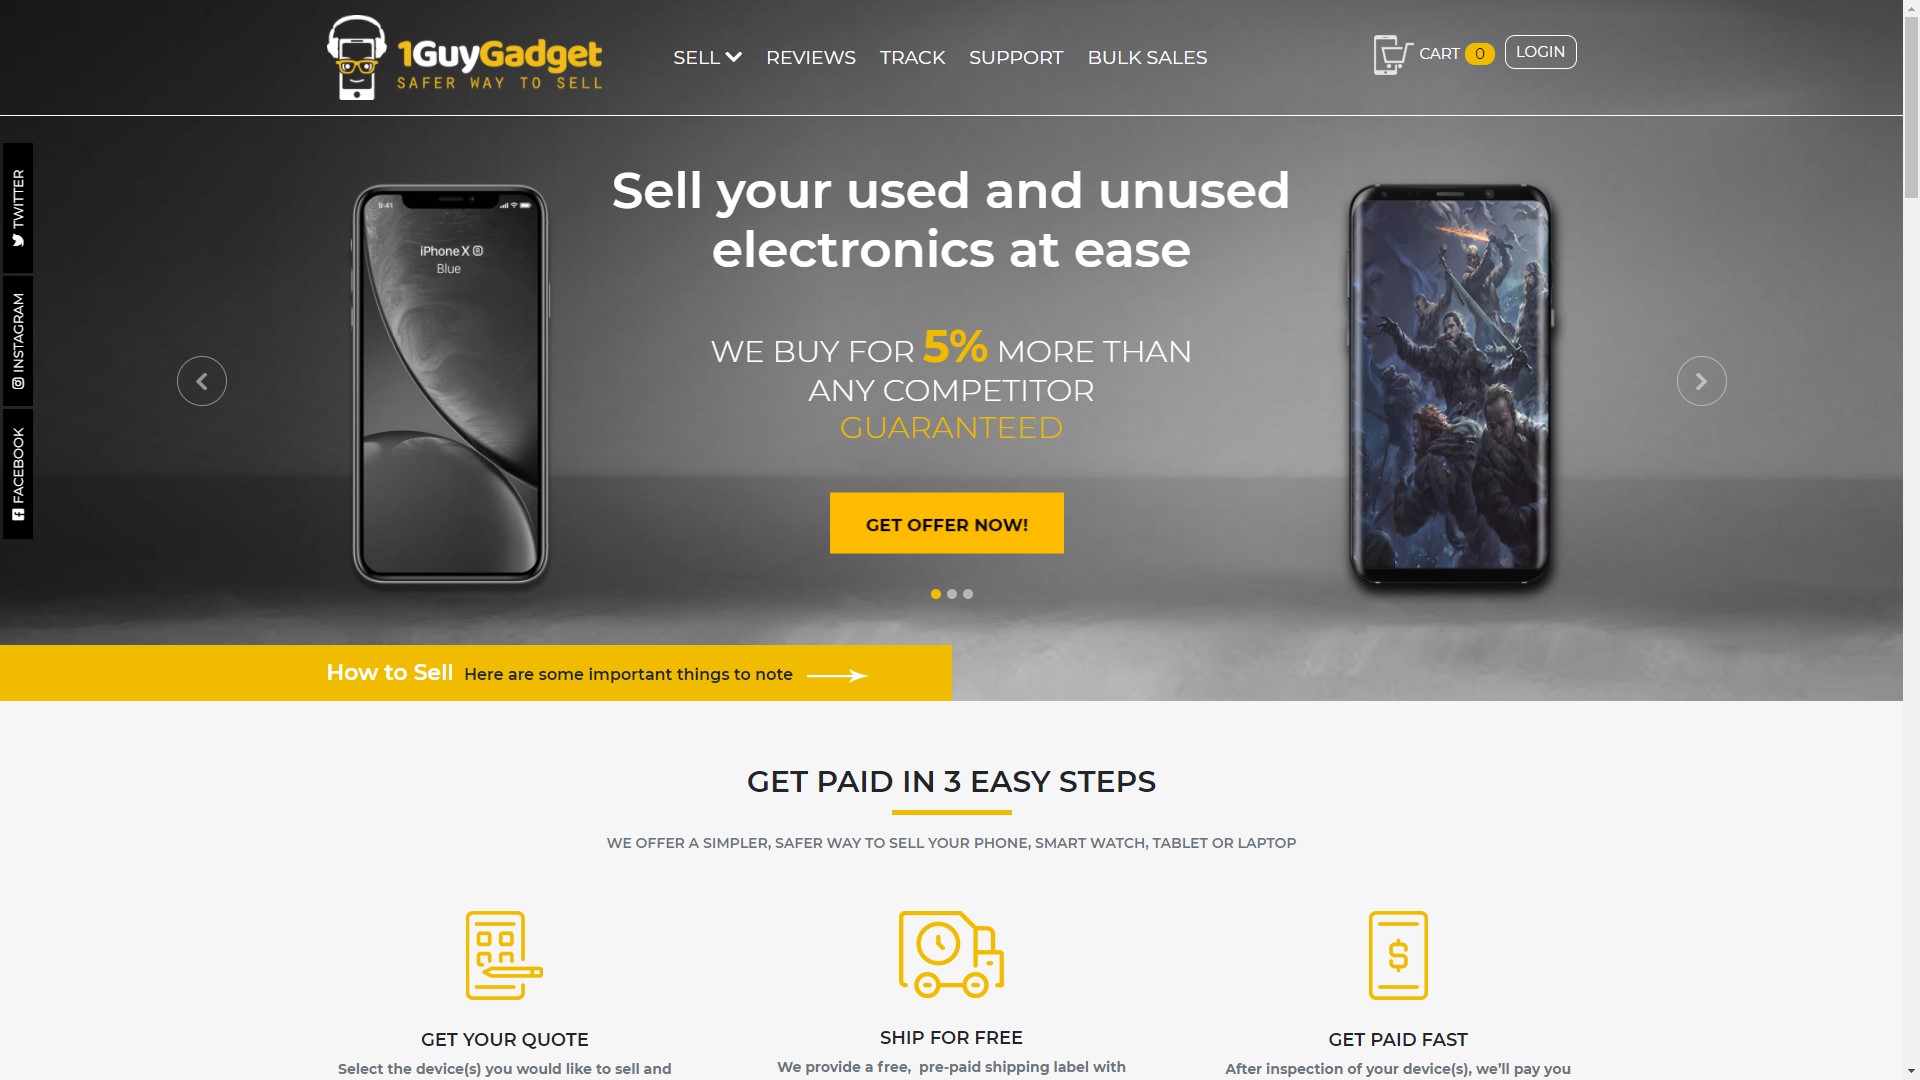 1GuyGadget
SAFER WAY TO SELL
SELL
REVIEWS
TRACK
SUPPORT
BULK SALES
CART 0
LOGIN
TWITTER
INSTAGRAM
FACEBOOK
9:41
iPhone X R
Blue
Sell your used and unused
electronics at ease
WE BUY FOR 5% MORE THAN
ANY COMPETITOR
GUARANTEED
GET OFFER NOW!
How to Sell Here are some important things to note
GET PAID IN 3 EASY STEPS
WE OFFER A SIMPLER, SAFER WAY TO SELL YOUR PHONE, SMART WATCH, TABLET OR LAPTOP
$
GET YOUR QUOTE
Select the device(s) you would like to sell and
SHIP FOR FREE
We provide a free, pre-paid shipping label with
GET PAID FAST
After inspection of your device(s), we’ll pay you